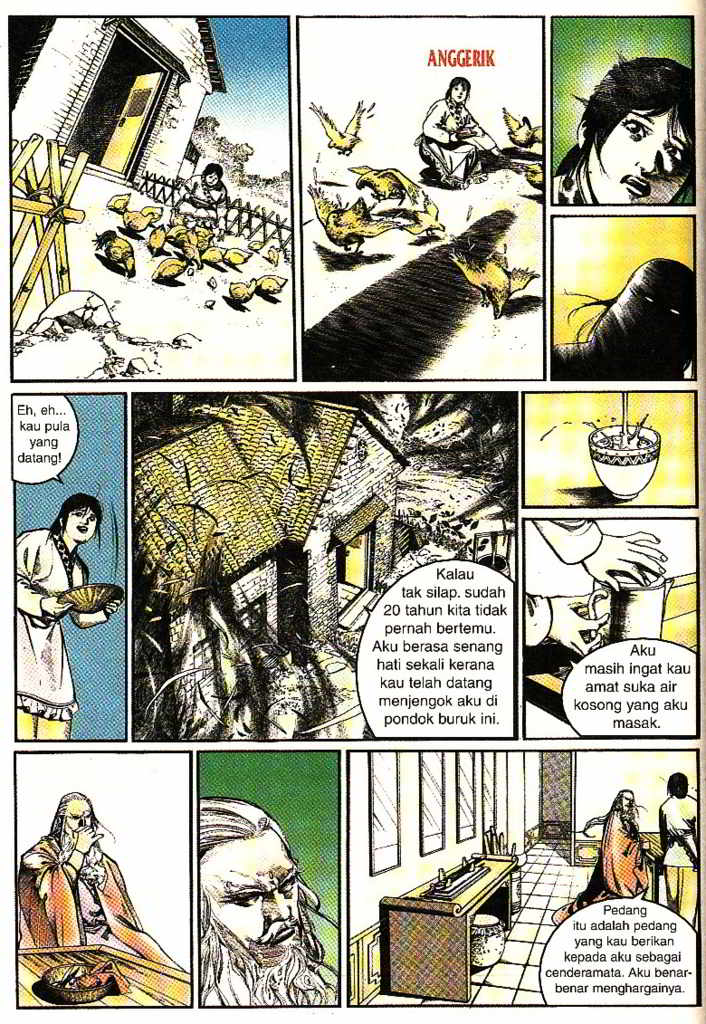 ANGGERIK
Eh, eh...
kau pula
yang
datang!
Kalau
tak silap. sudah
20 tahun kita tidak
pernah bertemu.
Aku berasa senang
hati sekali kerana
kau telah datang
menjengok aku di
pondok buruk ini.
Aku
masih ingat kau
amat suka air
kosong yang aku
masak.
Pedang
itu adalah pedang
yang kau berikan
kepada aku sebagai
cenderamata. Aku benar-
benar menghargainya.